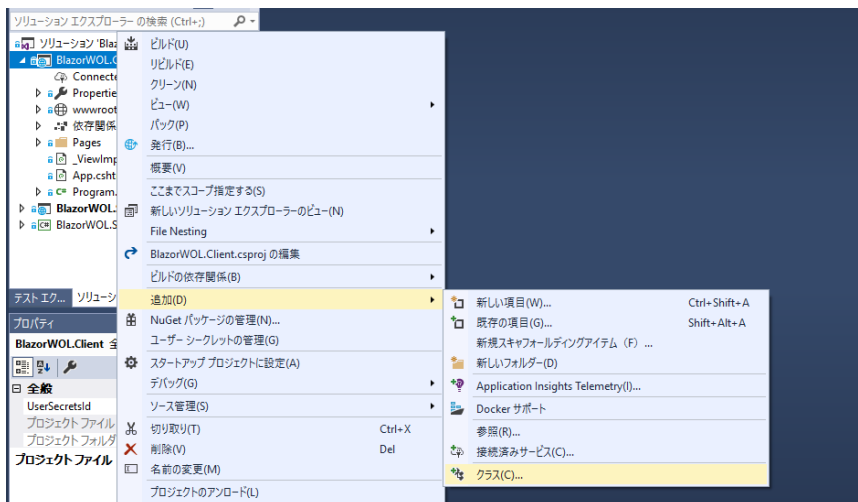 ソリューション エクスプローラー の検索 (Ctrl+;)
ソリューション 'Blaz
BlazorWOL.C
Connecte
Propertie
wwwroot
依存関係
Pages
_ViewImp
App.csht
Program.
BlazorWOL.
BlazorWOL.S
テスト エク...
ソリューシ
プロパティ
BlazorWOL.Client
全般
UserSecretsId
プロジェクト ファイル
プロジェクト フォルダ
プロジェクト ファイル
ビルド(U)
リビルド(E)
クリーン(N)
ビュー(W)
パック(P)
発行(B)...
概要(V)
ここまでスコープ指定する(S)
新しいソリューション エクスプローラーのビュー(N)
File Nesting
BlazorWOL.Client.csproj の編集
ビルドの依存関係(B)
追加(D)
NuGet パッケージの管理(N)...
ユーザー シークレットの管理(G)
スタートアップ プロジェクトに設定(A)
デバッグ(G)
ソース管理(S)
切り取り(T) Ctrl+X
削除(V) Del
名前の変更(M)
プロジェクトのアンロード(L)
新しい項目(W)... Ctrl+Shift+A
既存の項目(G)... Shift+Alt+A
新規スキャフォールディングアイテム（F）...
新しいフォルダー(D)
Application Insights Telemetry(I)...
Docker サポート
参照(R)...
接続済みサービス(C)...
クラス(C)...